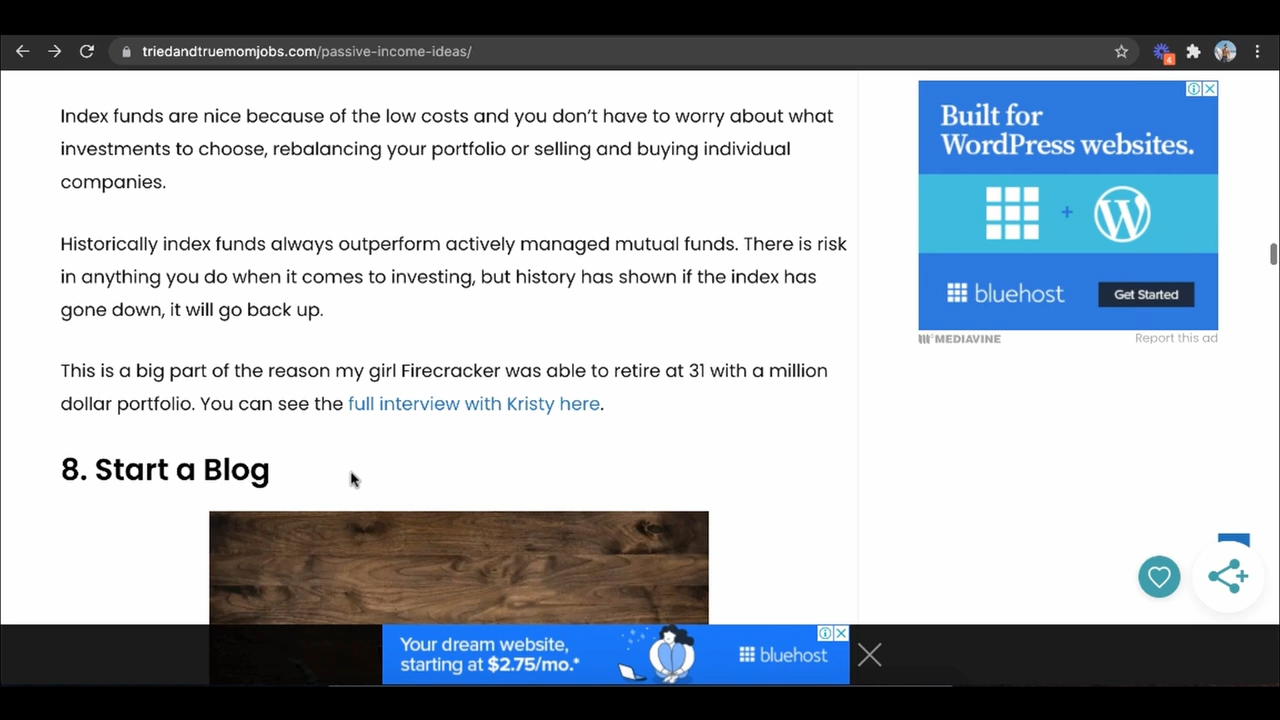 triedandtruemomjobs.com/passive-income-ideas/
4
Index funds are nice because of the low costs and you don’t have to worry about what
investments to choose, rebalancing your portfolio or selling and buying individual
companies.
Historically index funds always outperform actively managed mutual funds. There is risk
in anything you do when it comes to investing, but history has shown if the index has
gone down, it will go back up.
This is a big part of the reason my girl Firecracker was able to retire at 31 with a million
dollar portfolio. You can see the full interview with Kristy here.
8. Start a Blog
Built for
WordPress websites.
+
bluehost
Get Started
MEDIAVINE
Report this ad
Your dream website,
starting at $2.75/mo.*
bluehost